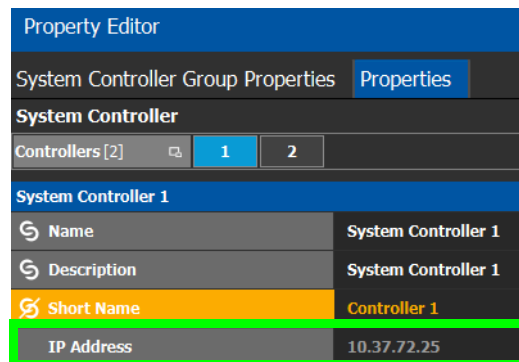 Property Editor
System Controller Group Properties Properties
System Controller
Controllers [2] 1 2
System Controller 1
Name System Controller 1
Description System Controller 1
Short Name Controller 1
IP Address 10.37.72.25